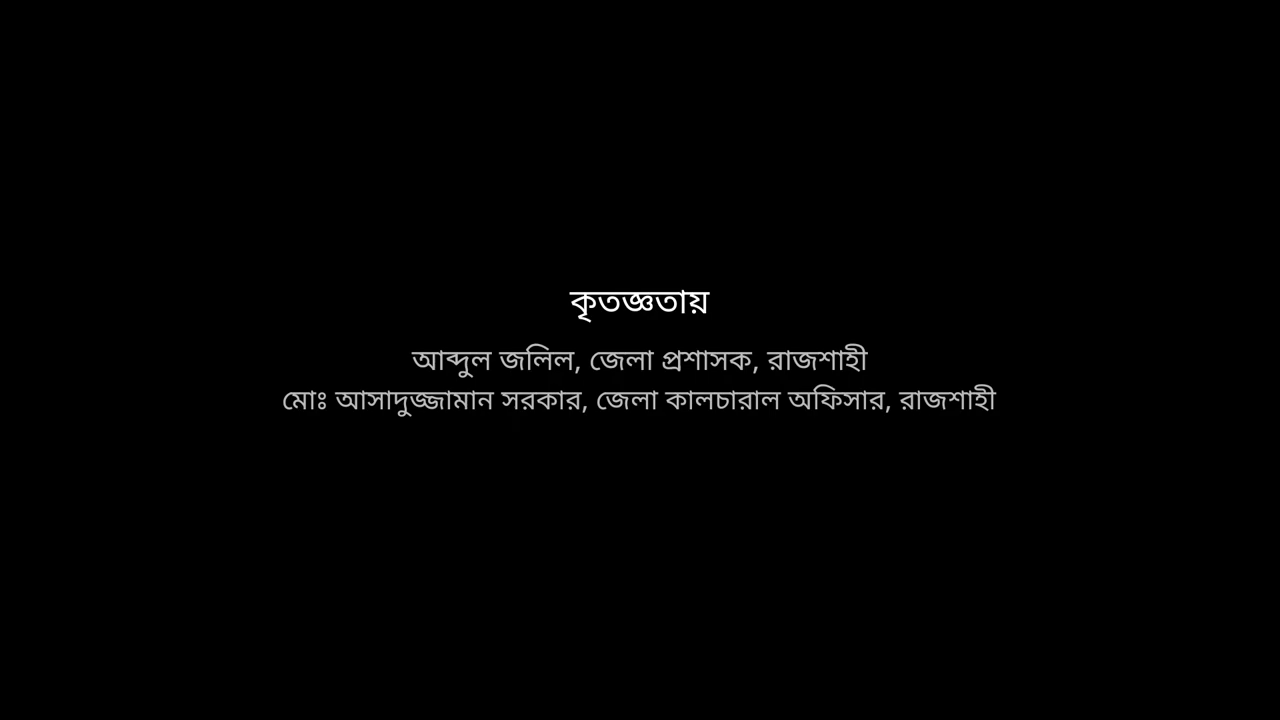 কৃতজ্ঞতায়
আব্দুল জলিল, জেলা প্রশাসক, রাজশাহী
মোঃ আসাদুজ্জামান সরকার, জেলা কালচারাল অফিসার, রাজশাহী